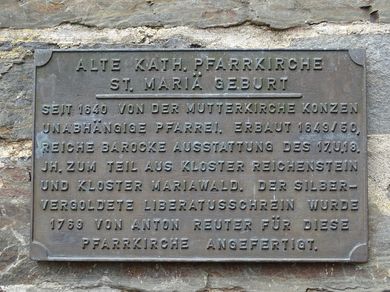 ALTE KATH. PFARRKIRCHE
ST. MARIÄ GEBURT
SEIT 1640 VON DER MUTTERKIRCHE KONZEN
UNABHÄNGIGE PFARREI. ERBAUT 1649/50,
REICHE BAROCKE AUSSTATTUNG DES 17.U.18.
JH. ZUM TEIL AUS KLOSTER REICHENSTEIN
UND KLOSTER MARIAWALD. DER SILBER-
VERGOLDETE LIBERATUSSCHREIN WURDE
1769 VON ANTON REUTER FÜR DIESE
PFARRKIRCHE ANGEFERTIGT.